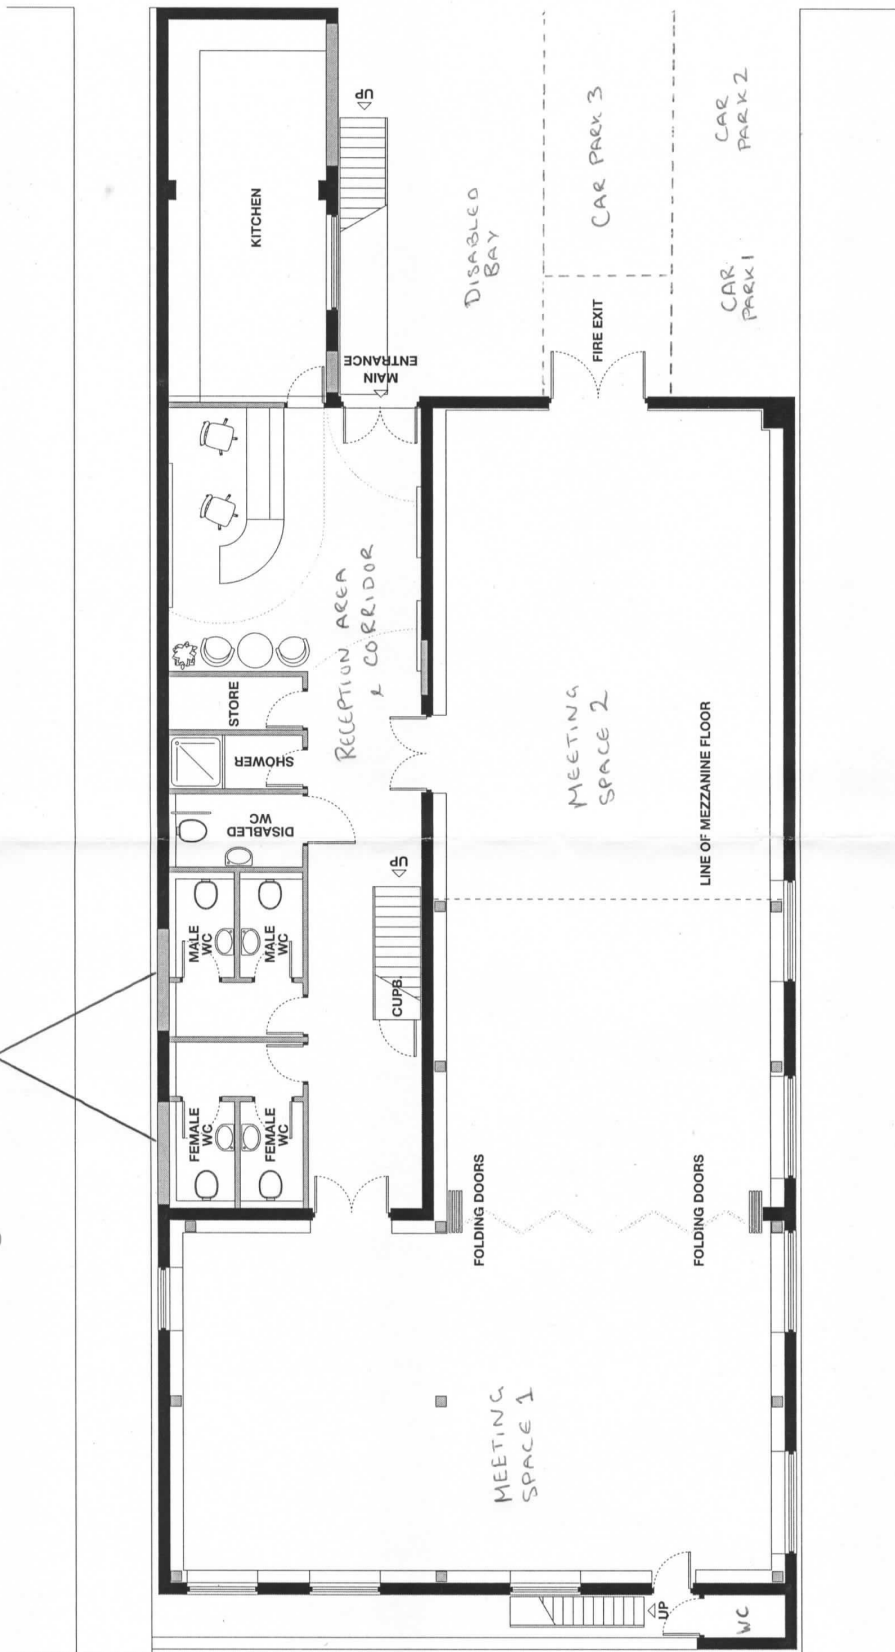 UP
KITCHEN
MAIN
ENTRANCE
DISABLED
BAY
CAR PARK 3
CAR
PARK 2
CAR
PARK 1
FIRE EXIT
RECEPTION AREA
& CORRIDOR
STORE
SHOWER
DISABLED
WC
MALE
WC
MALE
WC
FEMALE
WC
FEMALE
WC
UP
CUPB.
MEETING
SPACE 2
LINE OF MEZZANINE FLOOR
FOLDING DOORS
FOLDING DOORS
MEETING
SPACE 1
UP
WC